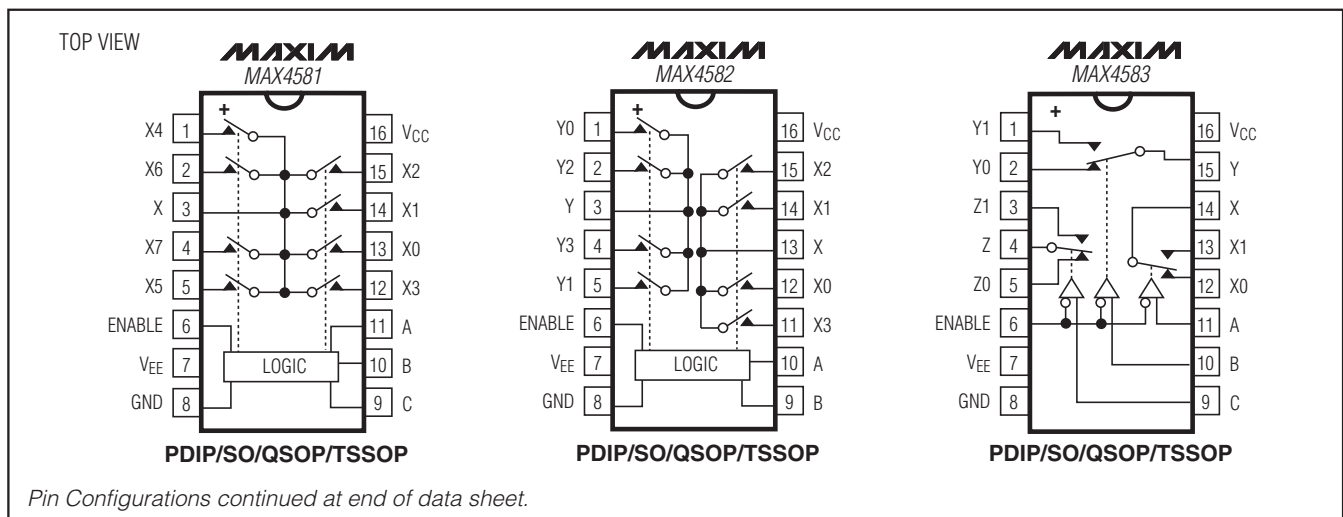 TOP VIEW
MAXIM
MAX4581
+
X4 1
X6 2
X 3
X7 4
X5 5
ENABLE 6
VEE 7
GND 8
16 VCC
15 X2
14 X1
13 X0
12 X3
11 A
10 B
9 C
LOGIC
PDIP/SO/QSOP/TSSOP
MAXIM
MAX4582
+
Y0 1
Y2 2
Y 3
Y3 4
Y1 5
ENABLE 6
VEE 7
GND 8
16 VCC
15 X2
14 X1
13 X
12 X0
11 X3
10 A
9 B
LOGIC
PDIP/SO/QSOP/TSSOP
MAXIM
MAX4583
+
Y1 1
Y0 2
Z1 3
Z 4
Z0 5
ENABLE 6
VEE 7
GND 8
16 VCC
15 Y
14 X
13 X1
12 X0
11 A
10 B
9 C
PDIP/SO/QSOP/TSSOP
Pin Configurations continued at end of data sheet.